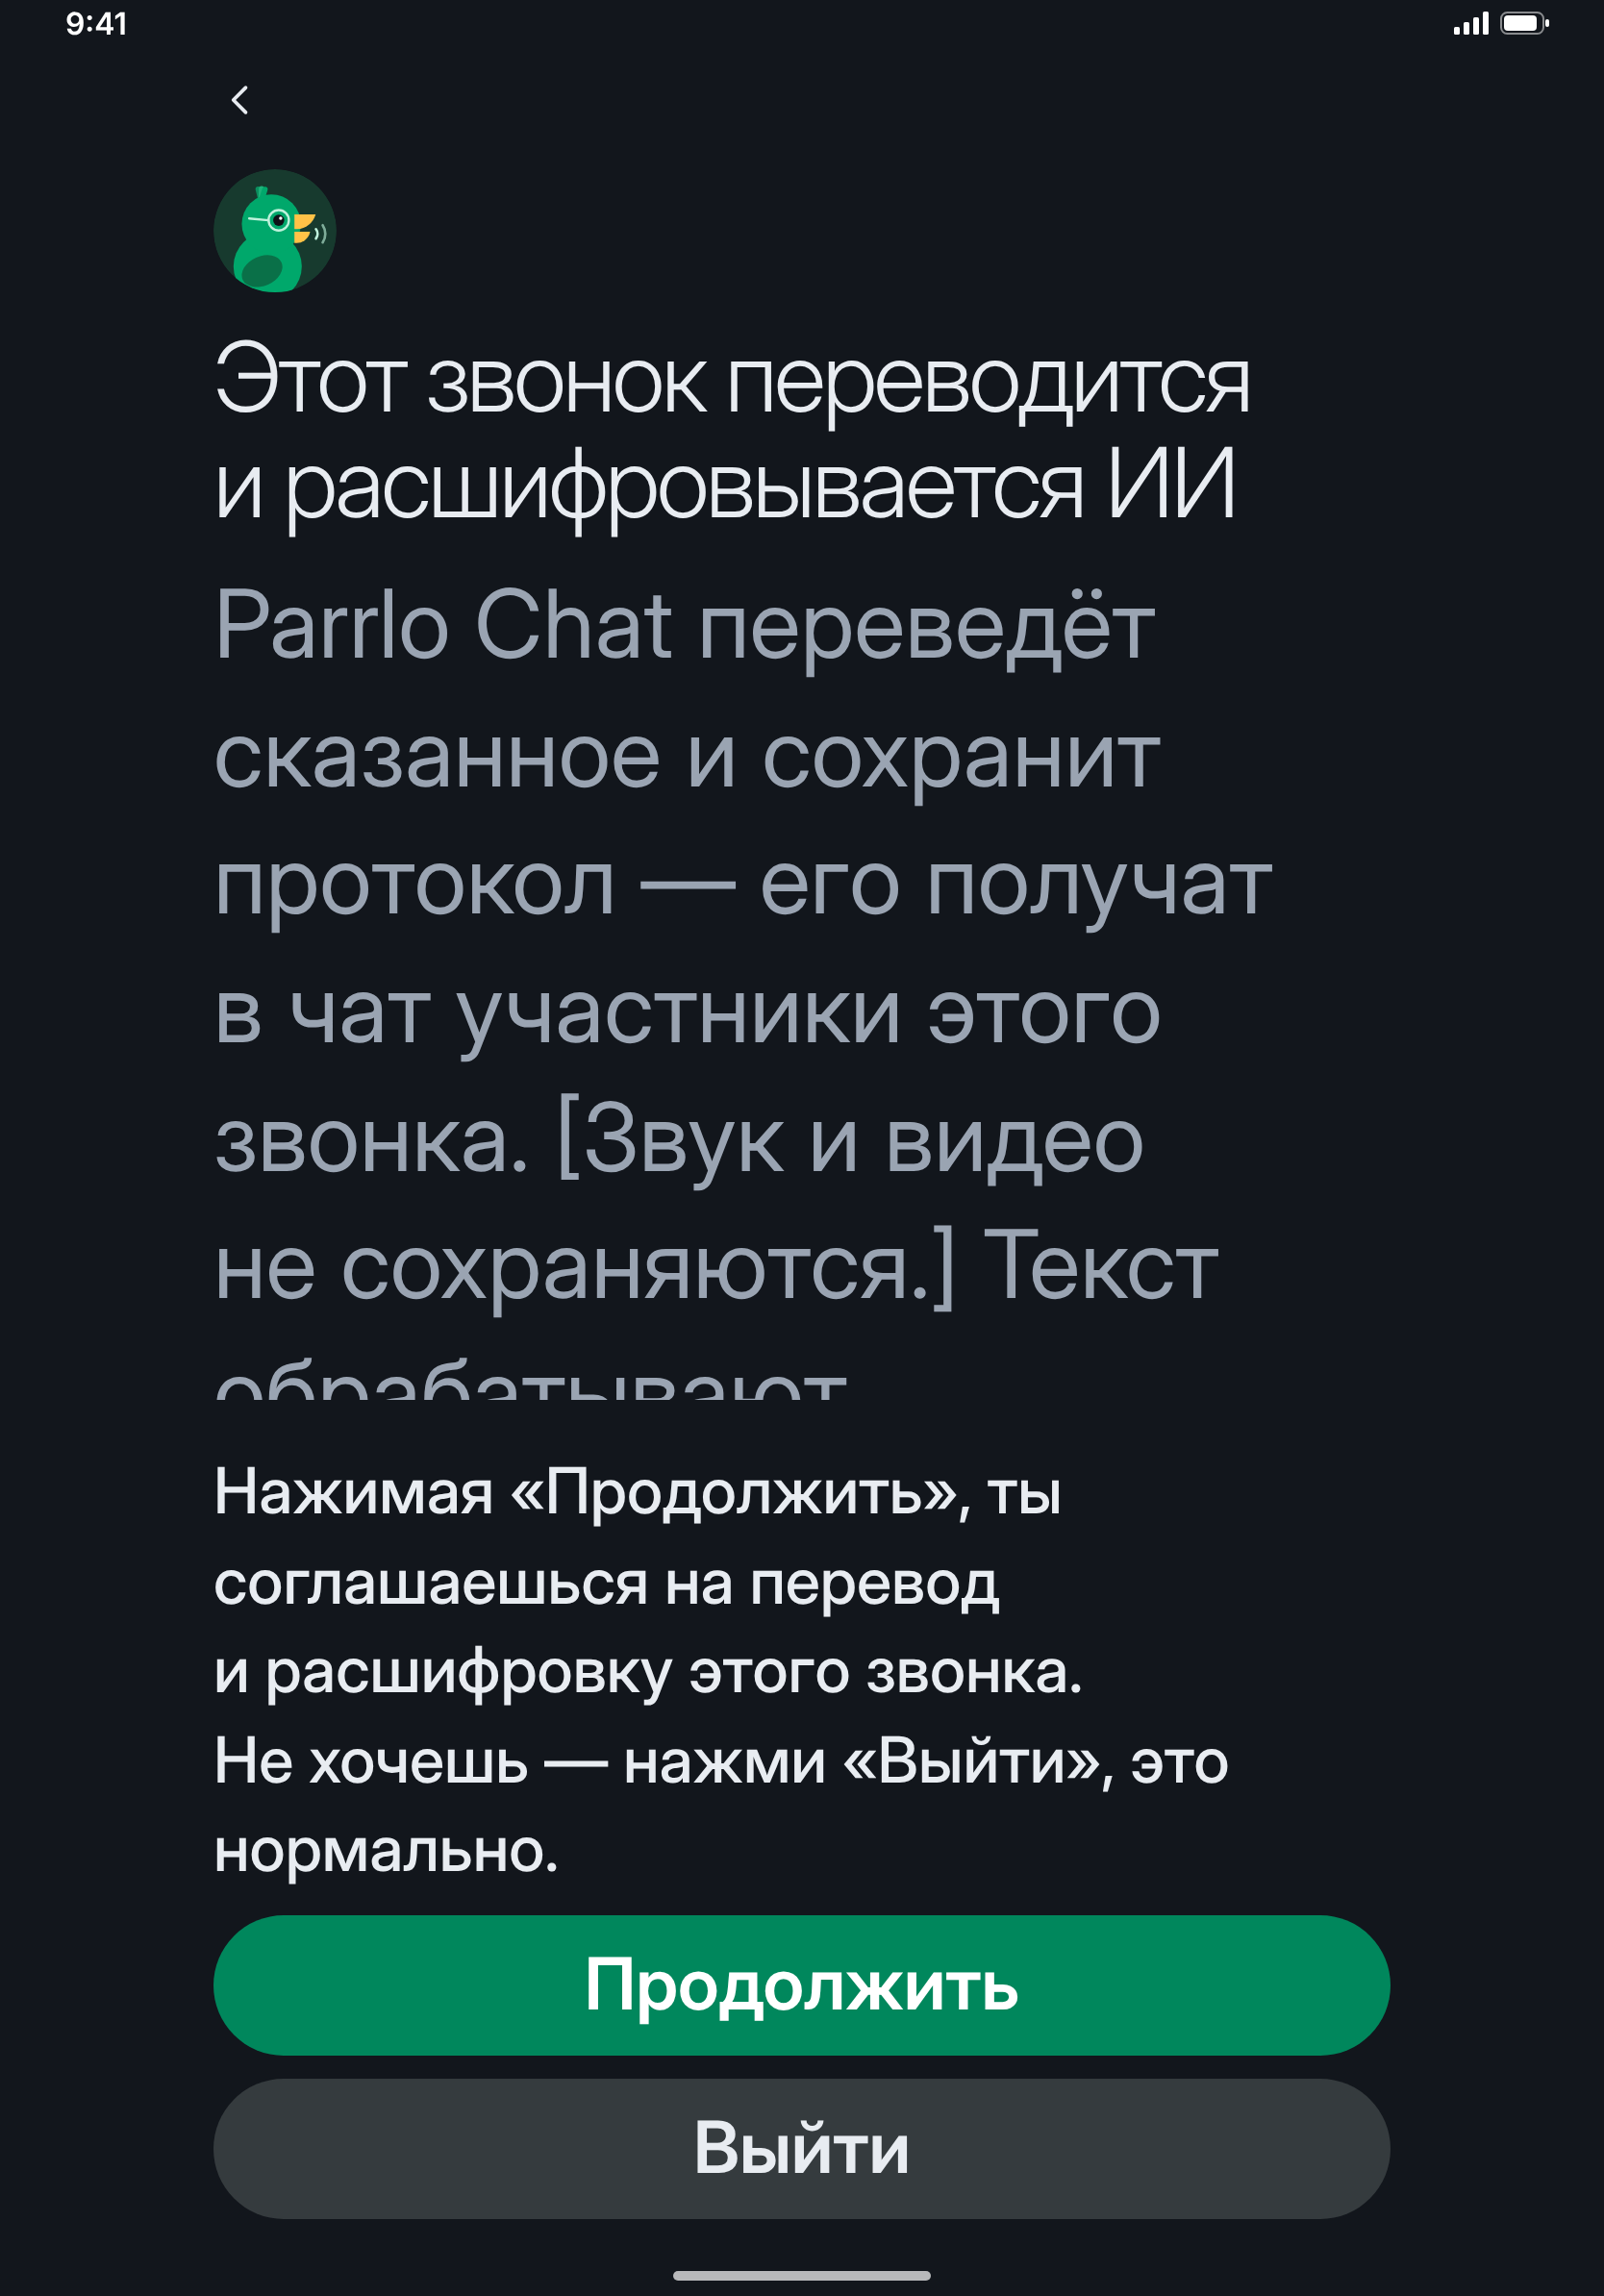 9:41
Этот звонок переводится
и расшифровывается ИИ
Parrlo Chat переведёт
сказанное и сохранит
протокол — его получат
в чат участники этого
звонка. [Звук и видео
не сохраняются.] Текст
обрабатывают
Нажимая «Продолжить», ты
соглашаешься на перевод
и расшифровку этого звонка.
Не хочешь — нажми «Выйти», это
нормально.
Продолжить
Выйти